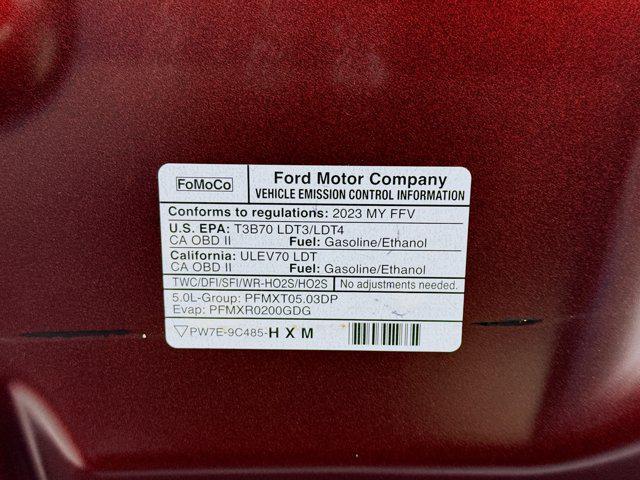 FoMoCo
Ford Motor Company
VEHICLE EMISSION CONTROL INFORMATION
Conforms to regulations: 2023 MY FFV
U.S. EPA: T3B70 LDT3/LDT4
CA OBD II Fuel: Gasoline/Ethanol
California: ULEV70 LDT
CA OBD II Fuel: Gasoline/Ethanol
TWC/DFI/SFI/WR-HO2S/HO2S No adjustments needed.
5.0L-Group: PFMXT05.03DP
Evap: PFMXR0200GDG
PW7E-9C485-H X M